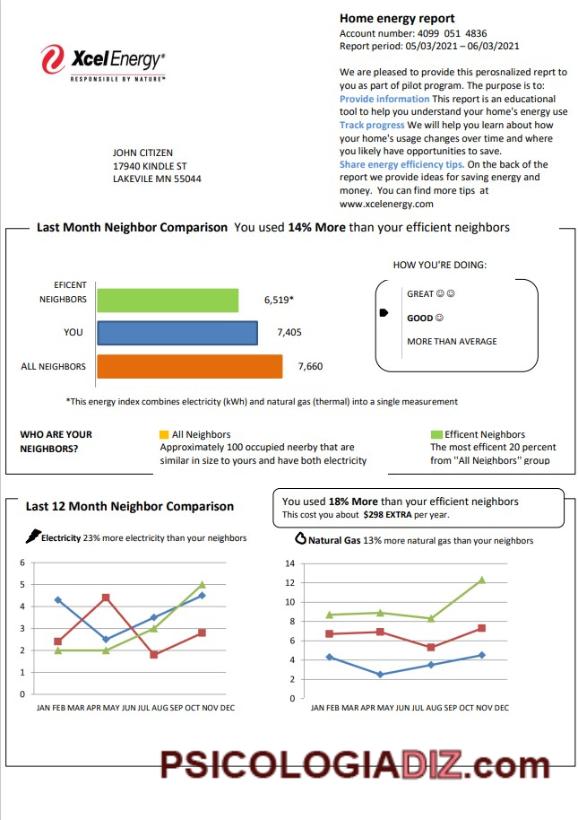 Home energy report
Account number: 4099 051 4836
Report period: 05/03/2021 – 06/03/2021
XcelEnergy®
RESPONSIBLE BY NATURE™
We are pleased to provide this perosnalized reprt to
you as part of pilot program. The purpose is to:
Provide information This report is an educational
tool to help you understand your home's energy use
Track progress We will help you learn about how
your home's usage changes over time and where
you likely have opportunities to save.
Share energy efficiency tips. On the back of the
report we provide ideas for saving energy and
money. You can find more tips at
www.xcelenergy.com
JOHN CITIZEN
17940 KINDLE ST
LAKEVILE MN 55044
Last Month Neighbor Comparison You used 14% More than your efficient neighbors
EFICENT
NEIGHBORS
6,519*
YOU
7,405
ALL NEIGHBORS
7,660
HOW YOU'RE DOING:
GREAT ☺ ☺
GOOD ☺
MORE THAN AVERAGE
*This energy index combines electricity (kWh) and natural gas (thermal) into a single measurement
WHO ARE YOUR
NEIGHBORS?
All Neighbors
Approximately 100 occupied neerby that are
similar in size to yours and have both electricity
Efficent Neighbors
The most efficent 20 percent
from "All Neighbors" group
Last 12 Month Neighbor Comparison
You used 18% More than your efficient neighbors
This cost you about $298 EXTRA per year.
Electricity 23% more electricity than your neighbors
6
5
4
3
2
1
0
JAN FEB MAR APR MAY JUN JUL AUG SEP OCT NOV DEC
Natural Gas 13% more natural gas than your neighbors
14
12
10
8
6
4
2
0
JAN FEB MAR APR MAY JUN JUL AUG SEP OCT NOV DEC
PSICOLOGIADIZ.com